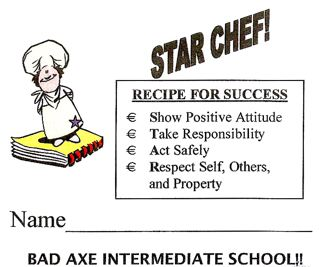 STAR CHEF!
RECIPE FOR SUCCESS
€ Show Positive Attitude
€ Take Responsibility
€ Act Safely
€ Respect Self, Others,
and Property
Name
BAD AXE INTERMEDIATE SCHOOL!!